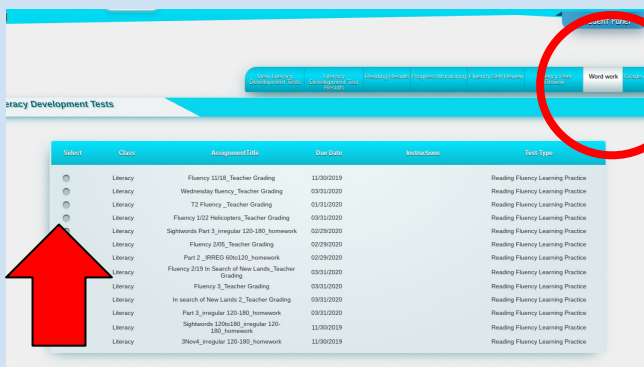 View Literacy Development Tests
Literacy Development Test Results
Reading Results
Progress Monitoring
Fluency Self Review
Review
Word work
eracy Development Tests
Select Class AssignmentTitle Due Date Instructions Test Type
Literacy Fluency 11/18_Teacher Grading 11/30/2019 Reading Fluency Learning Practice
Literacy Wednesday fluency_Teacher Grading 03/31/2020 Reading Fluency Learning Practice
Literacy T2 Fluency _Teacher Grading 01/31/2020 Reading Fluency Learning Practice
Literacy Fluency 1/22 Helicopters_Teacher Grading 03/31/2020 Reading Fluency Learning Practice
Literacy Sightwords Part 3_irregular 120-180_homework 02/29/2020 Reading Fluency Learning Practice
Literacy Fluency 2/05_Teacher Grading 02/29/2020 Reading Fluency Learning Practice
Literacy Part 2 _IRREG 60to120_homework 02/29/2020 Reading Fluency Learning Practice
Literacy Fluency 2/19 In Search of New Lands_Teacher Grading 03/31/2020 Reading Fluency Learning Practice
Literacy Fluency 3_Teacher Grading 03/31/2020 Reading Fluency Learning Practice
Literacy In search of New Lands 2_Teacher Grading 03/31/2020 Reading Fluency Learning Practice
Literacy Part 3_irregular 120-180_homework 03/31/2020 Reading Fluency Learning Practice
Literacy Sightwords 120to180_irregular 120-180_homework 11/30/2019 Reading Fluency Learning Practice
Literacy 3Nov4_irregular 120-180_homework 11/30/2019 Reading Fluency Learning Practice